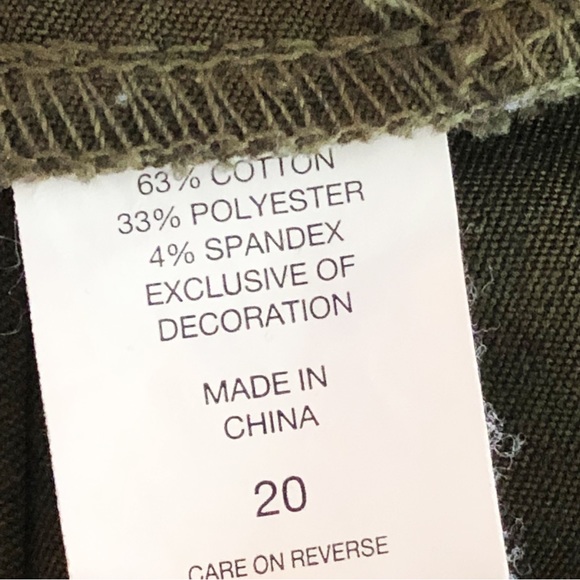 63% COTTON
33% POLYESTER
4% SPANDEX
EXCLUSIVE OF
DECORATION
MADE IN
CHINA
20
CARE ON REVERSE